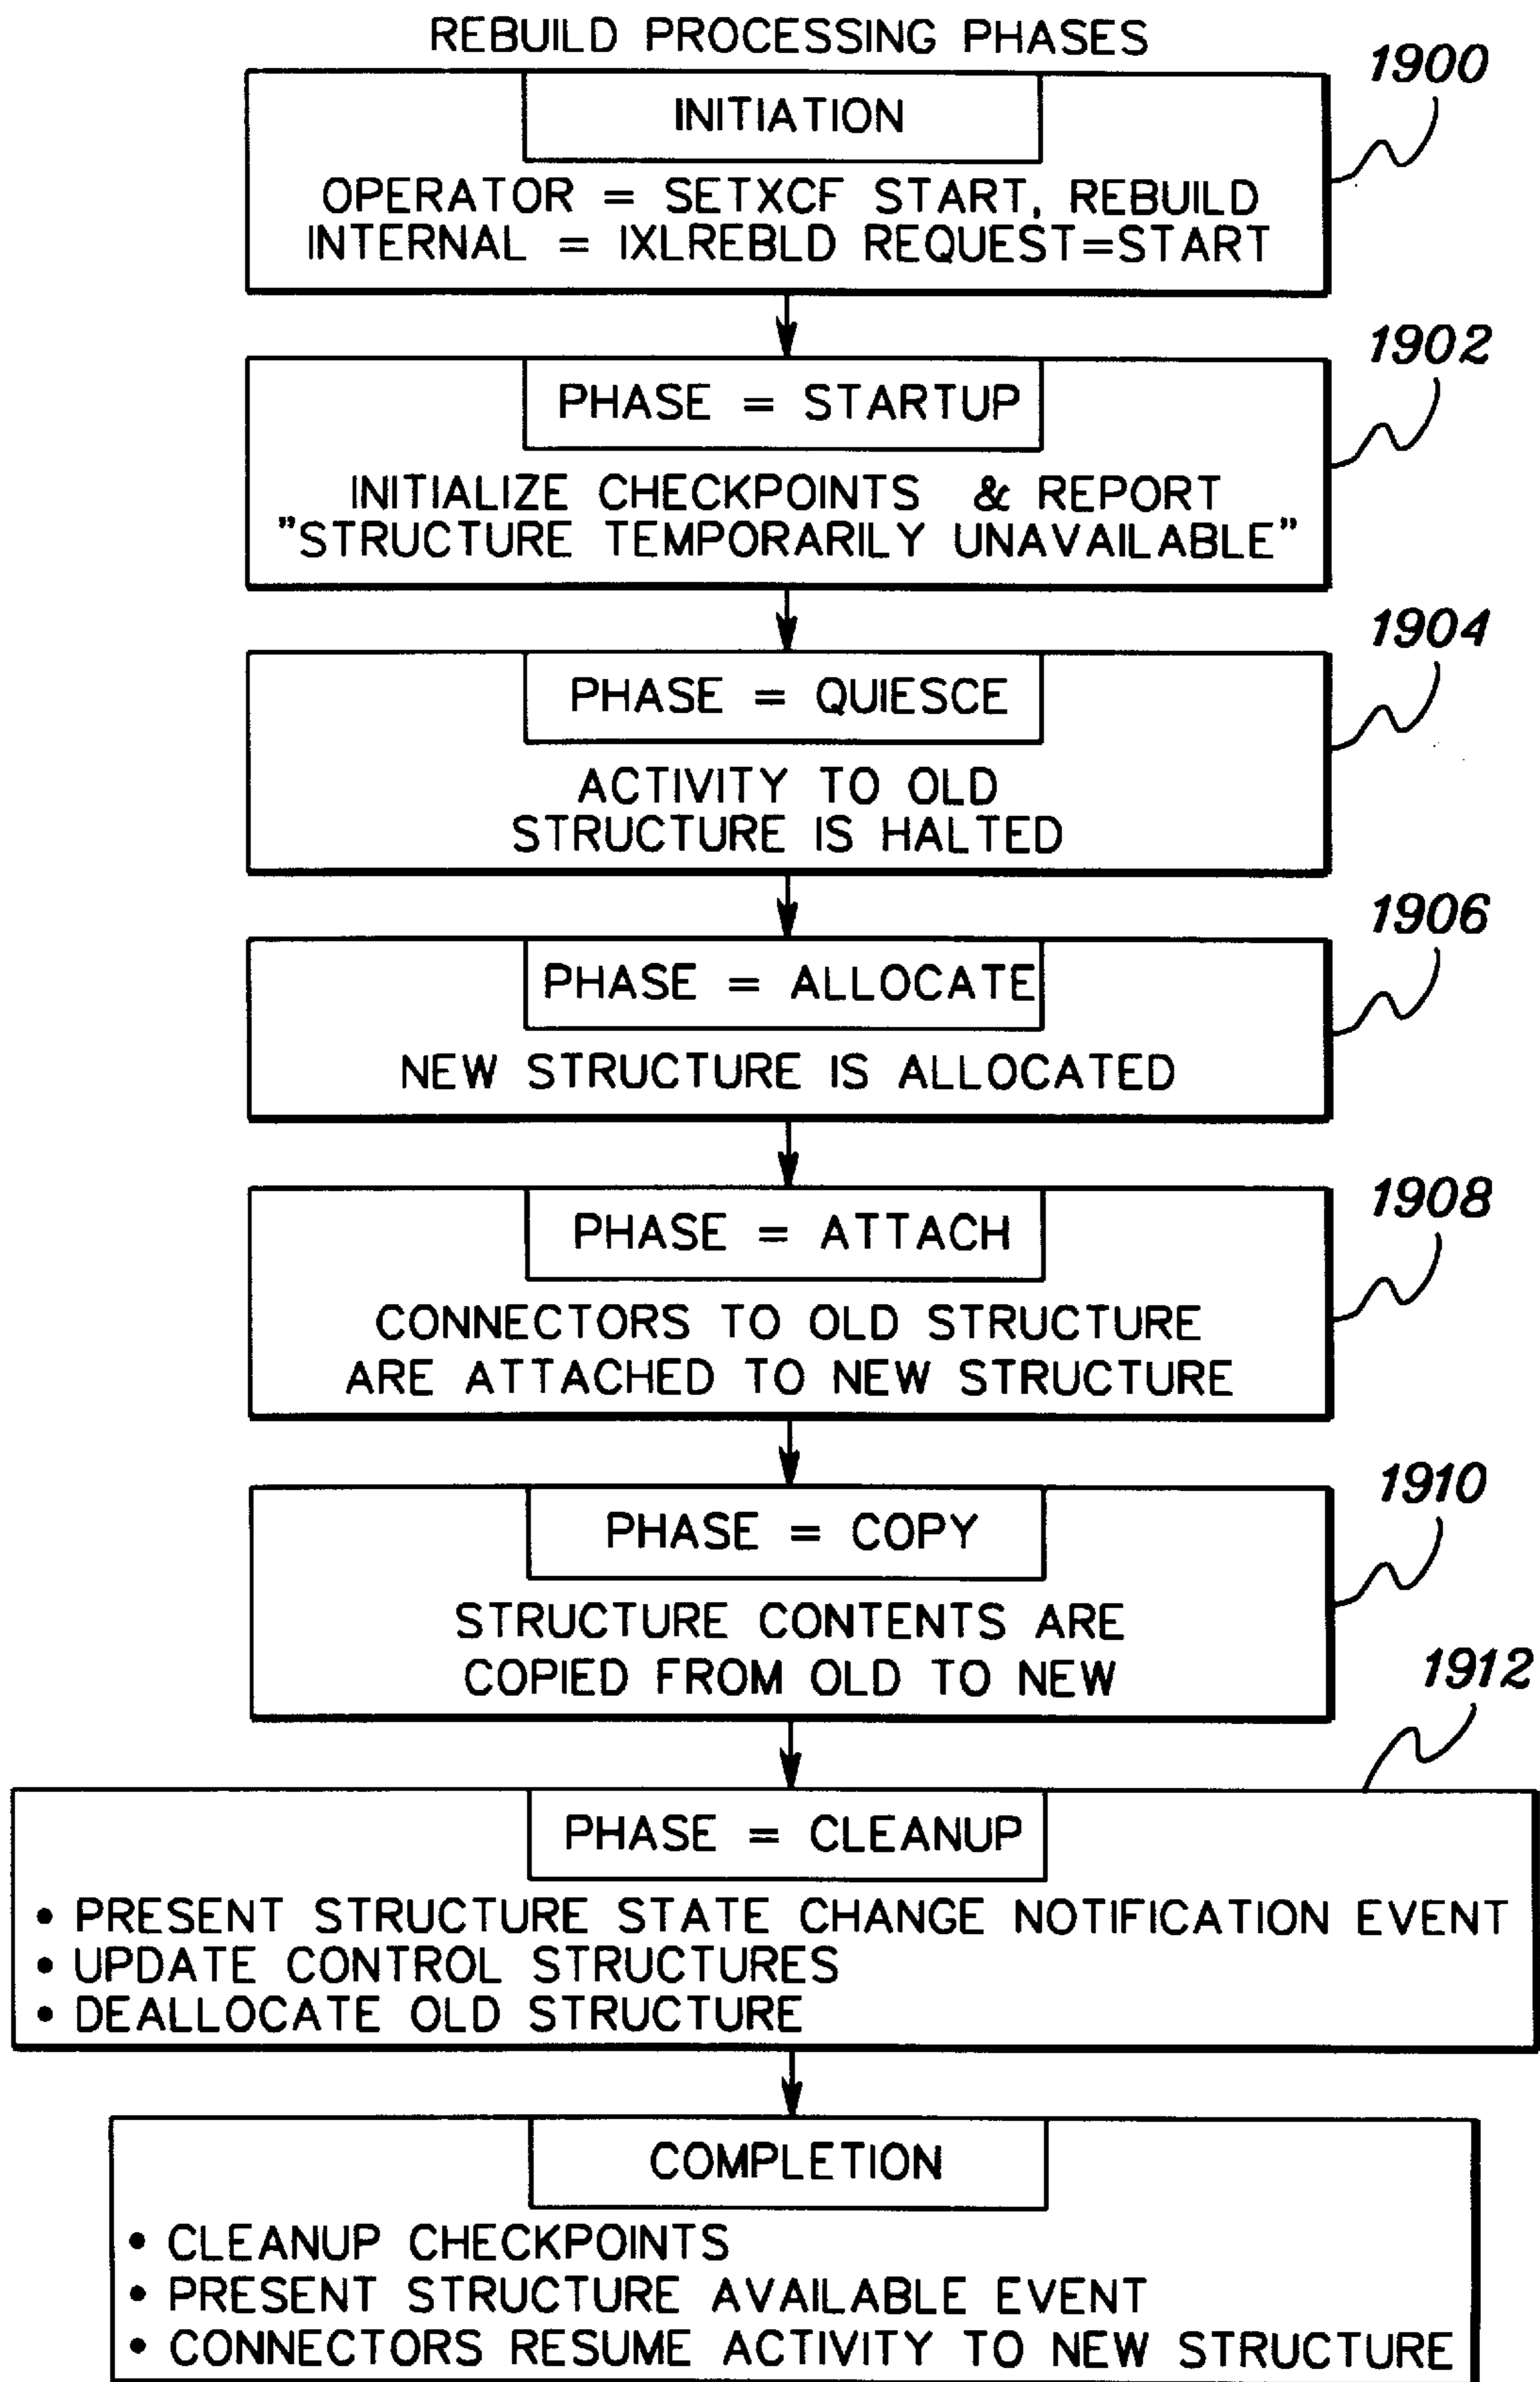 REBUILD PROCESSING PHASES
1900
INITIATION
OPERATOR = SETXCF START, REBUILD
INTERNAL = IXLREBLD REQUEST=START
1902
PHASE = STARTUP
INITIALIZE CHECKPOINTS & REPORT
"STRUCTURE TEMPORARILY UNAVAILABLE"
1904
PHASE = QUIESCE
ACTIVITY TO OLD
STRUCTURE IS HALTED
1906
PHASE = ALLOCATE
NEW STRUCTURE IS ALLOCATED
1908
PHASE = ATTACH
CONNECTORS TO OLD STRUCTURE
ARE ATTACHED TO NEW STRUCTURE
1910
PHASE = COPY
STRUCTURE CONTENTS ARE
COPIED FROM OLD TO NEW
1912
PHASE = CLEANUP
• PRESENT STRUCTURE STATE CHANGE NOTIFICATION EVENT
• UPDATE CONTROL STRUCTURES
• DEALLOCATE OLD STRUCTURE
COMPLETION
• CLEANUP CHECKPOINTS
• PRESENT STRUCTURE AVAILABLE EVENT
• CONNECTORS RESUME ACTIVITY TO NEW STRUCTURE